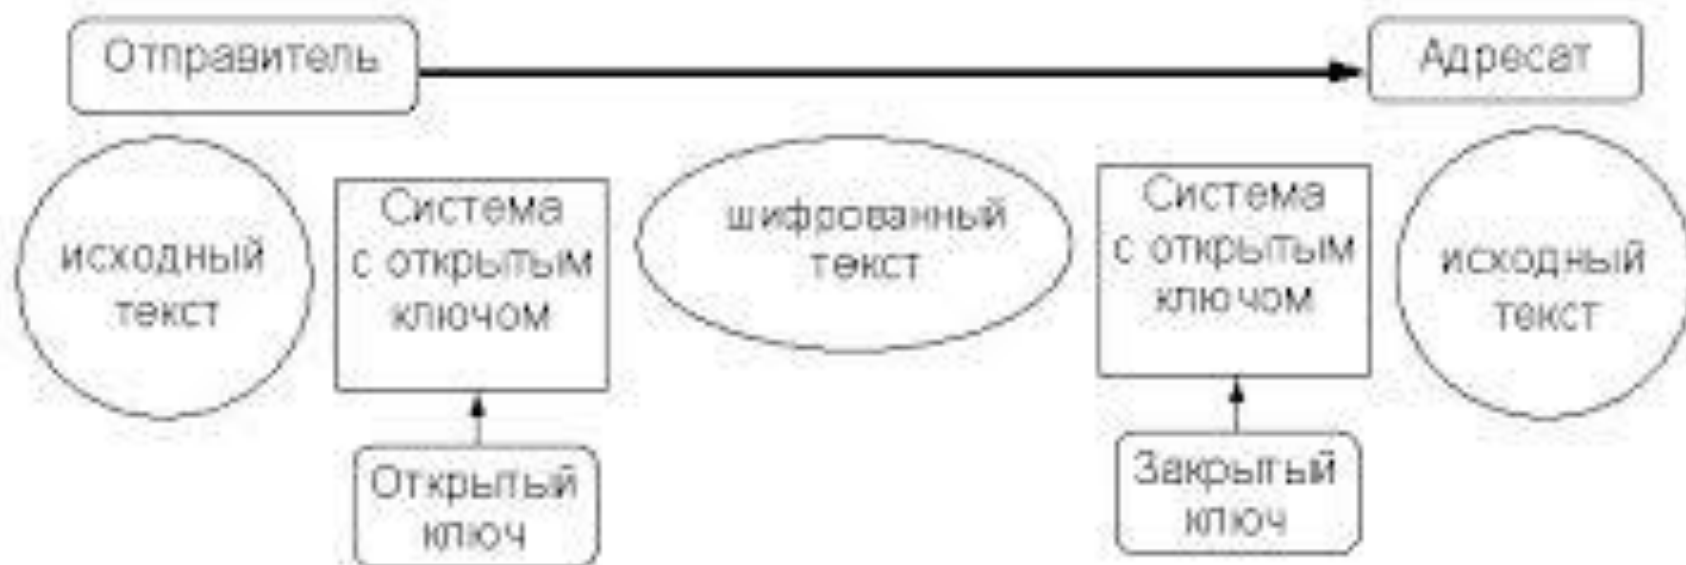 Отправитель
Адресат
исходный
текст
Система
с открытым
ключом
шифрованный
текст
Система
с открытым
ключом
исходный
текст
Открытый
ключ
Закрытый
ключ